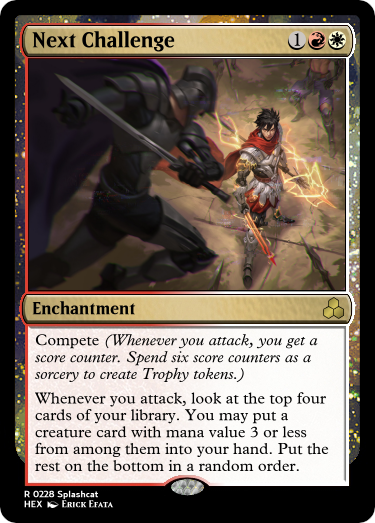 Next Challenge 1
Enchantment
Compete (Whenever you attack, you get a
score counter. Spend six score counters as a
sorcery to create Trophy tokens.)
Whenever you attack, look at the top four
cards of your library. You may put a
creature card with mana value 3 or less
from among them into your hand. Put the
rest on the bottom in a random order.
R 0228 Splashcat
HEX Erick Efata